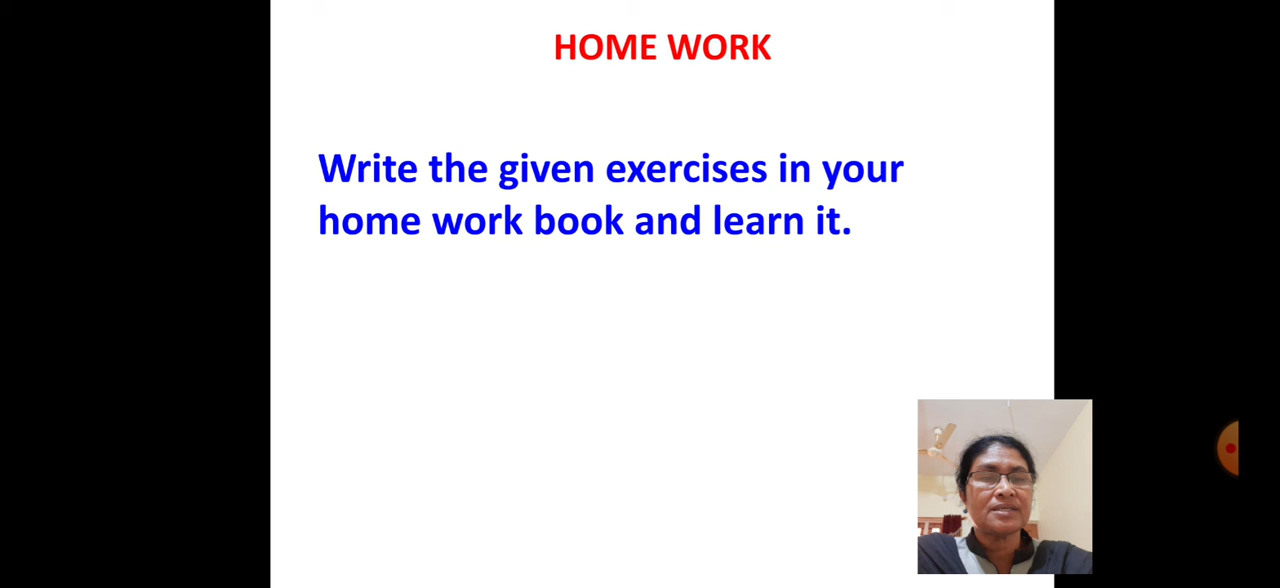 HOME WORK
Write the given exercises in your
home work book and learn it.